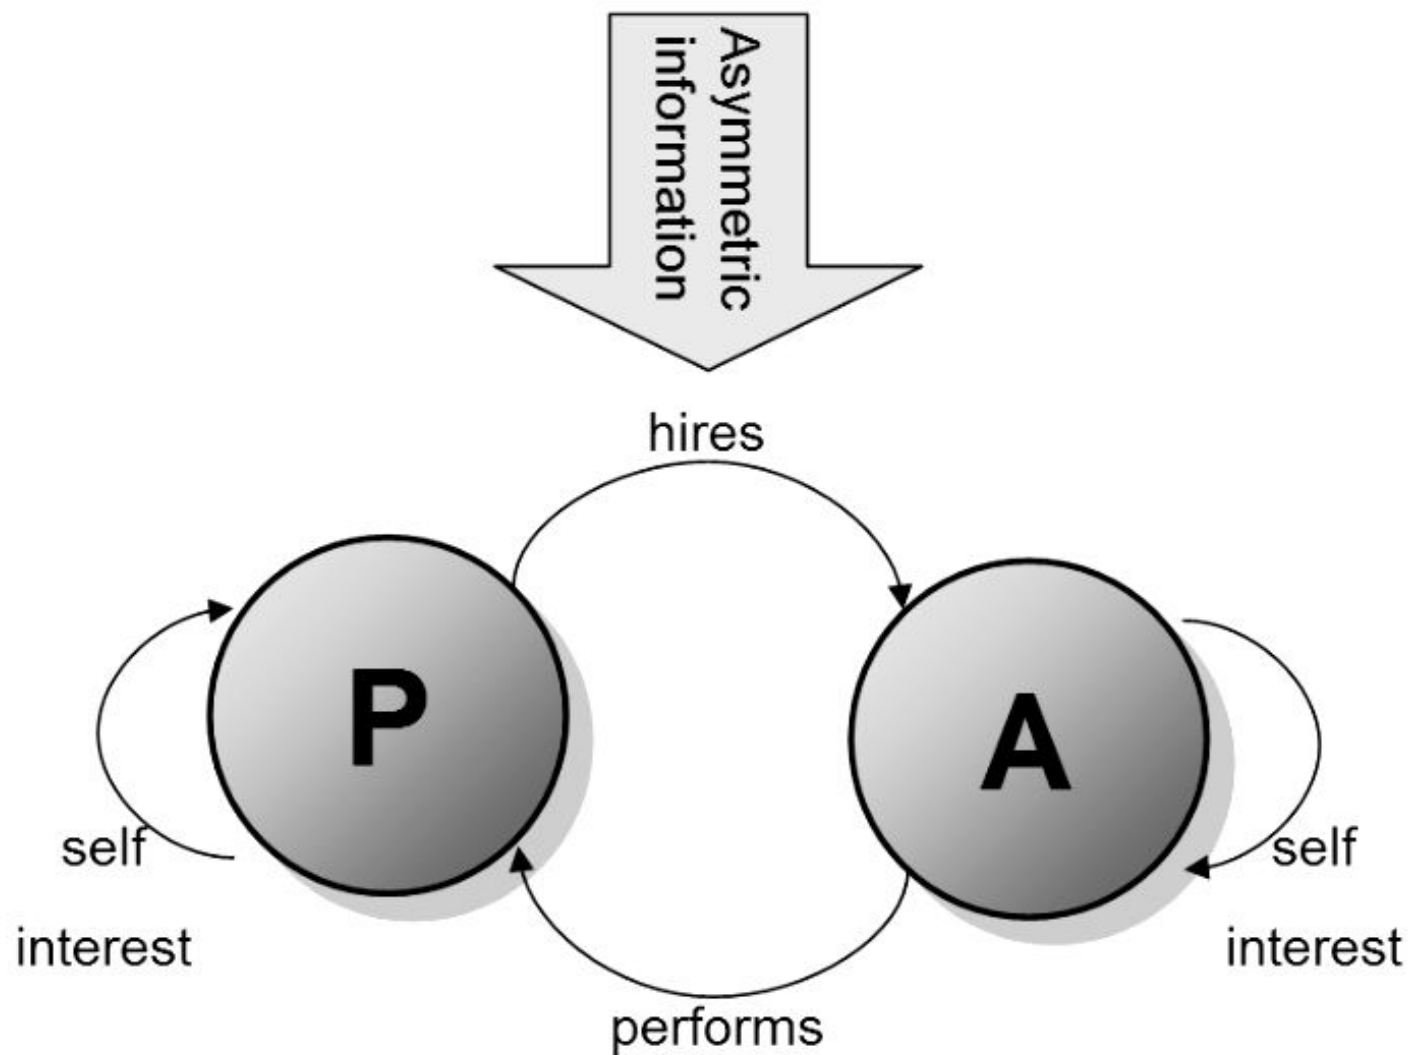 Asymmetric
information
hires
P
A
self
interest
self
interest
performs